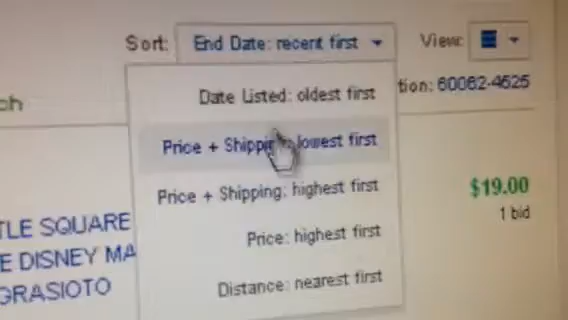 Sort: End Date: recent first View:
Date Listed: oldest first
tion: 60062-4625
ch
Price + Shipping: lowest first
Price + Shipping: highest first
$19.00
1 bid
TLE SQUARE
E DISNEY MA
GRASIOTO
Price: highest first
Distance: nearest first